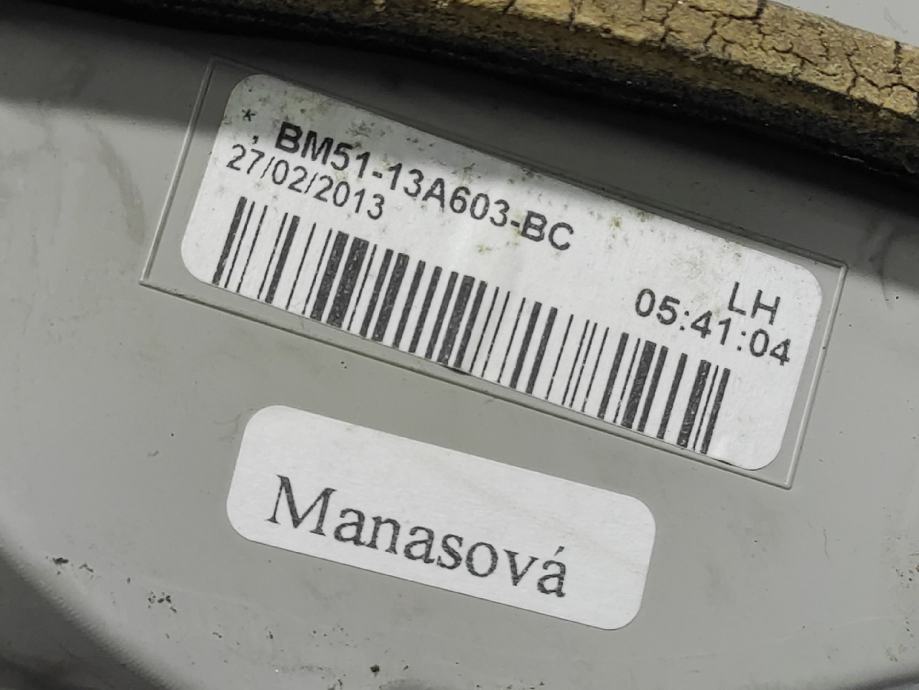 *
, BM51-13A603-BC
27/02/2013
LH
05:41:04
Manasová